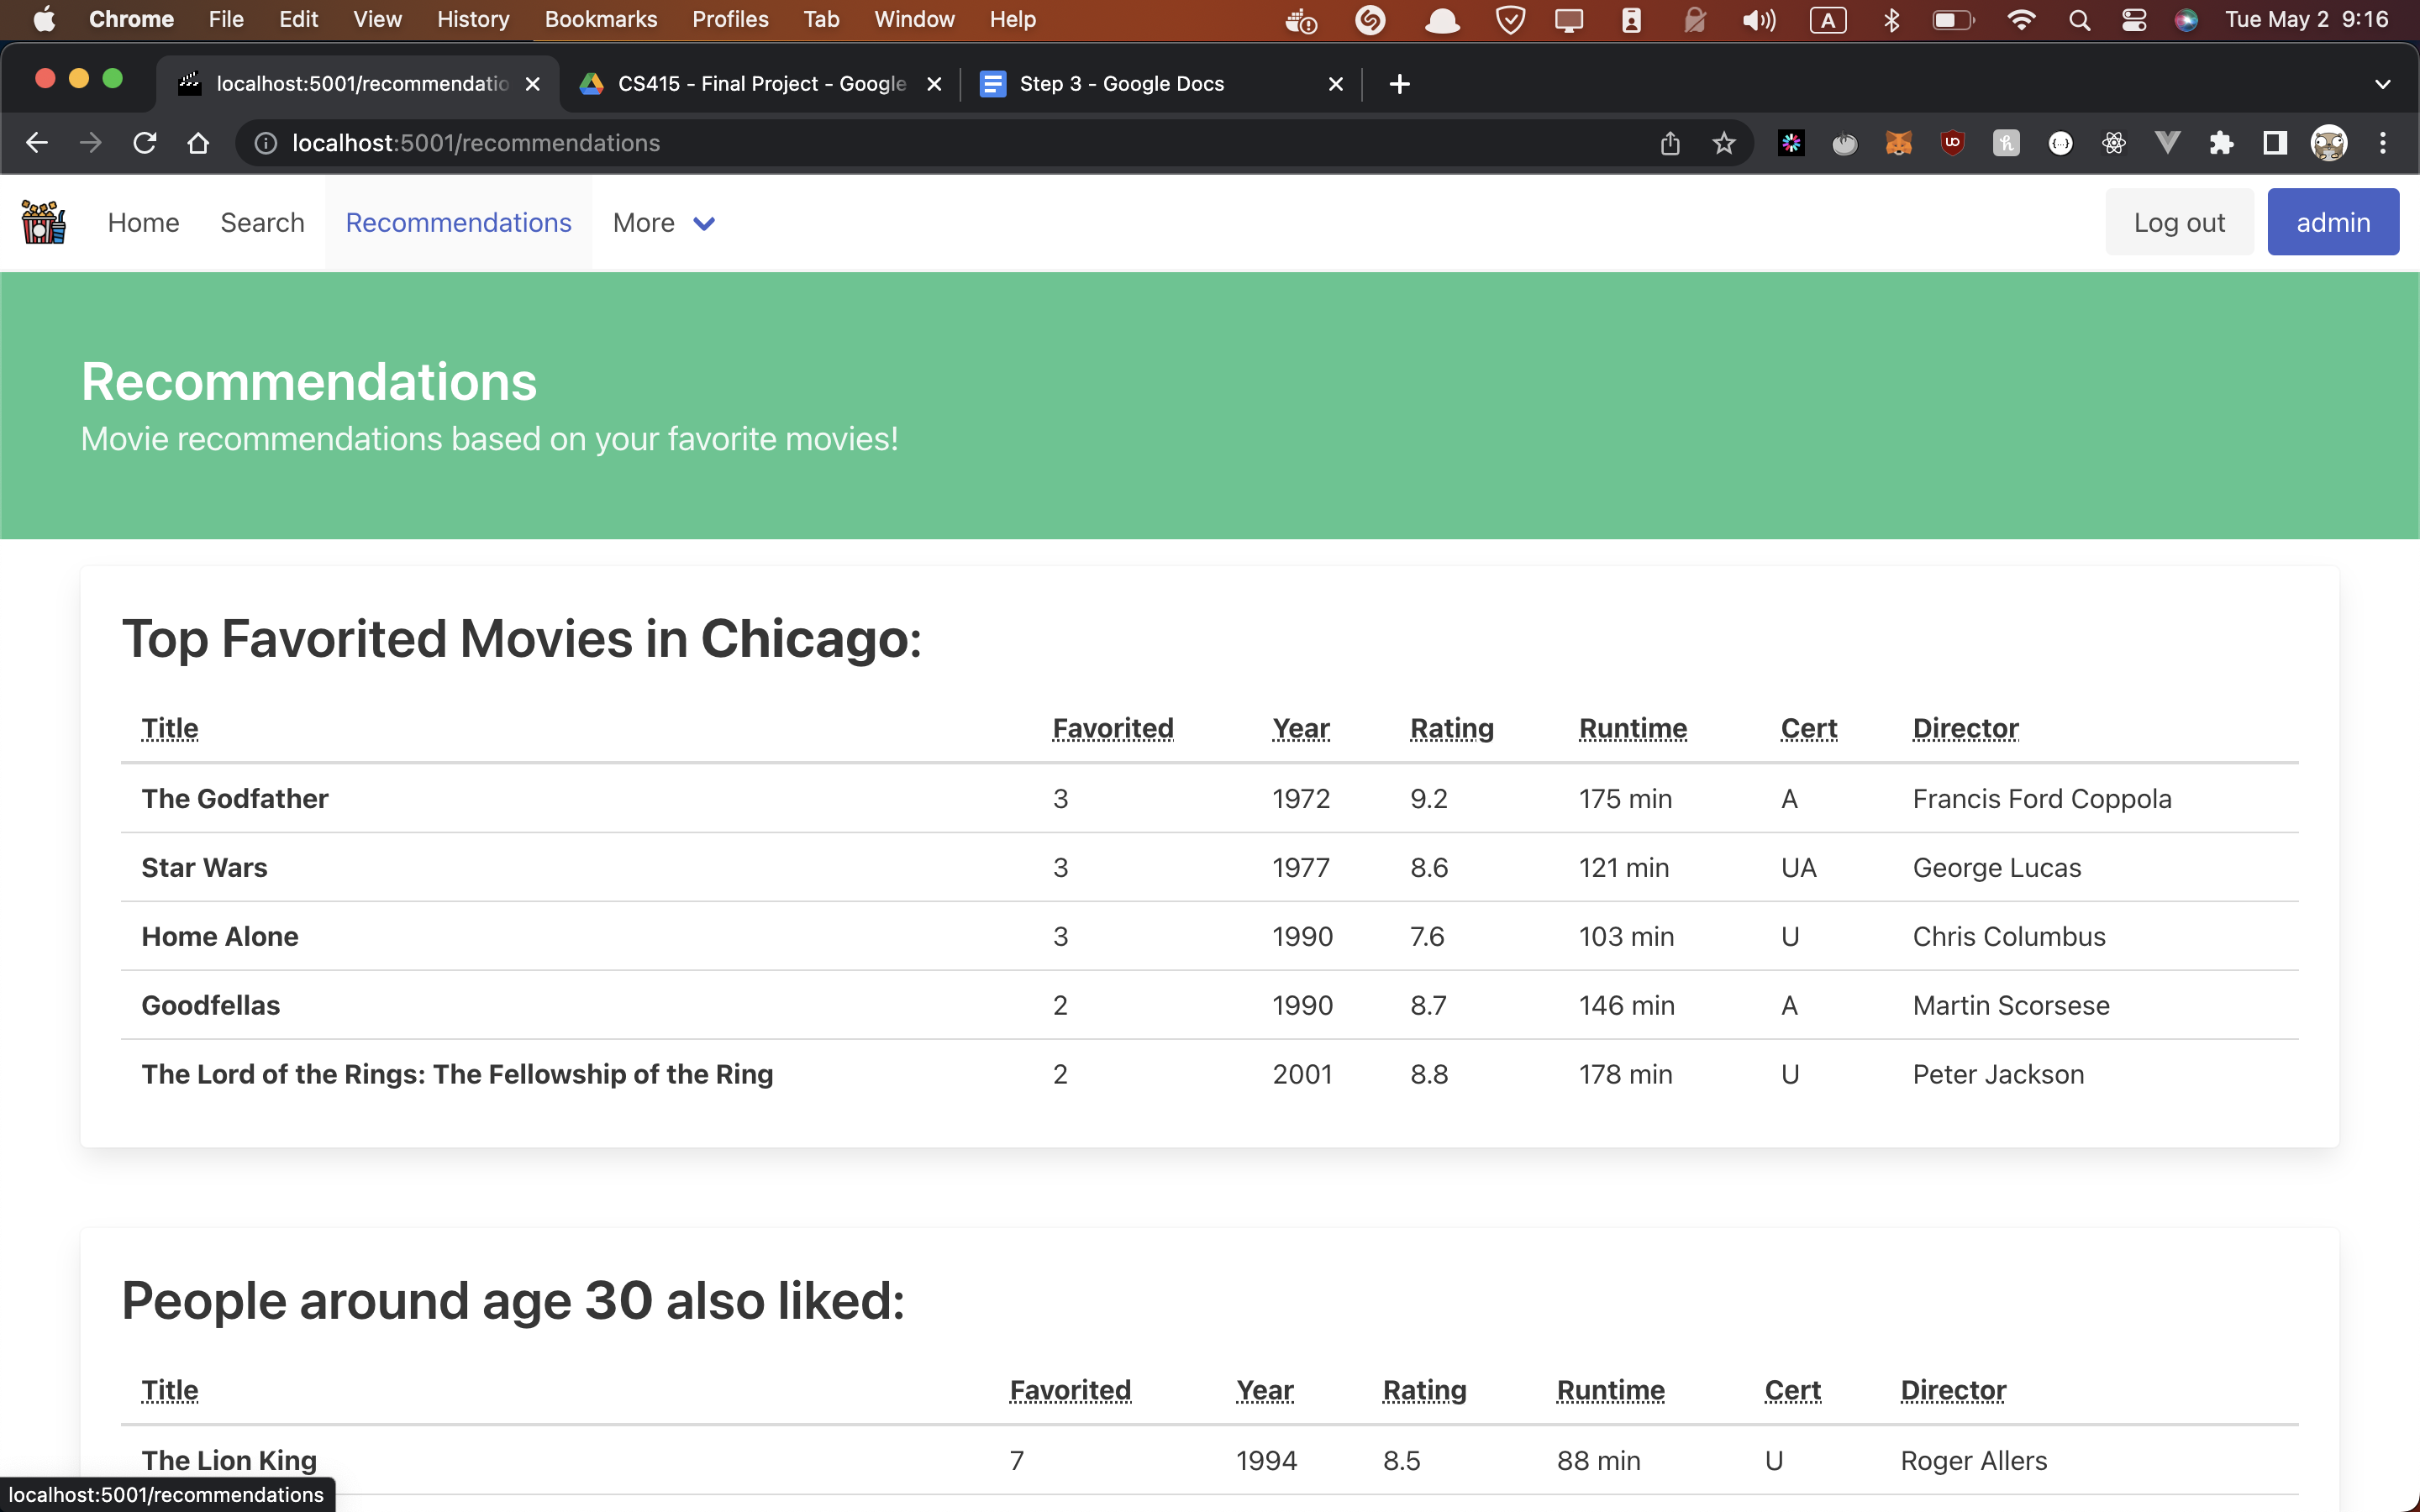 Chrome File Edit View History Bookmarks Profiles Tab Window Help A Tue May 2 9:16
localhost:5001/recommendatio CS415 - Final Project - Google Step 3 - Google Docs
localhost:5001/recommendations
Home Search Recommendations More Log out admin
Recommendations
Movie recommendations based on your favorite movies!
Top Favorited Movies in Chicago:
Title Favorited Year Rating Runtime Cert Director
The Godfather 3 1972 9.2 175 min A Francis Ford Coppola
Star Wars 3 1977 8.6 121 min UA George Lucas
Home Alone 3 1990 7.6 103 min U Chris Columbus
Goodfellas 2 1990 8.7 146 min A Martin Scorsese
The Lord of the Rings: The Fellowship of the Ring 2 2001 8.8 178 min U Peter Jackson
People around age 30 also liked:
Title Favorited Year Rating Runtime Cert Director
The Lion King 7 1994 8.5 88 min U Roger Allers
localhost:5001/recommendations